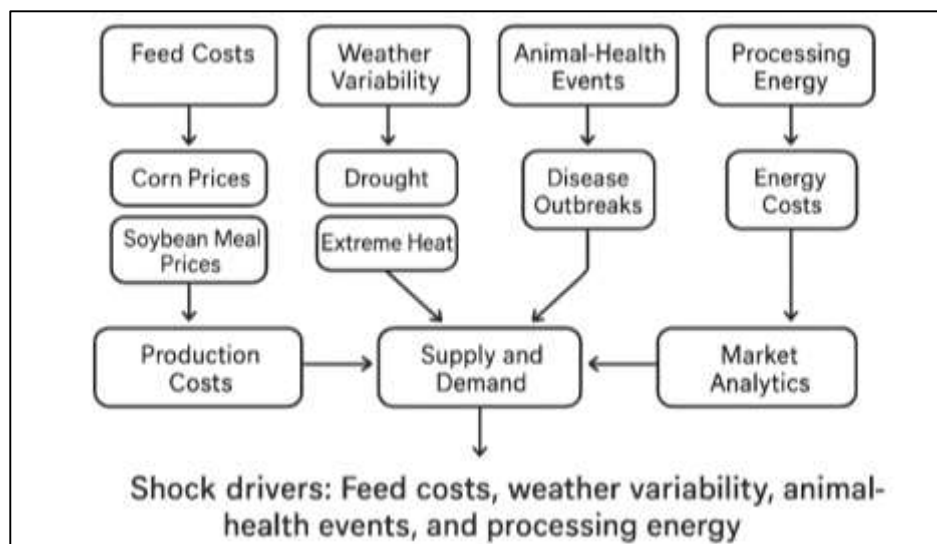 Feed Costs
Weather
Variability
Animal-Health
Events
Processing
Energy
Corn Prices
Drought
Disease
Outbreaks
Energy
Costs
Soybean Meal
Prices
Extreme Heat
Production
Costs
Supply and
Demand
Market
Analytics
Shock drivers: Feed costs, weather variability, animal-
health events, and processing energy